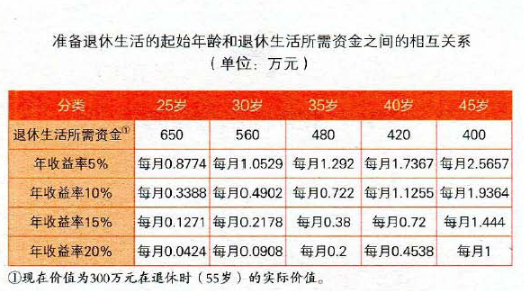 准备退休生活的起始年龄和退休生活所需资金之间的相互关系
（单位：万元）
分类 25岁 30岁 35岁 40岁 45岁
退休生活所需资金① 650 560 480 420 400
年收益率5% 每月0.8774 每月1.0529 每月1.292 每月1.7367 每月2.5657
年收益率10% 每月0.3388 每月0.4902 每月0.722 每月1.1255 每月1.9364
年收益率15% 每月0.1271 每月0.2178 每月0.38 每月0.72 每月1.444
年收益率20% 每月0.0424 每月0.0908 每月0.2 每月0.4538 每月1
①现在价值为300万元在退休时（55岁）的实际价值。